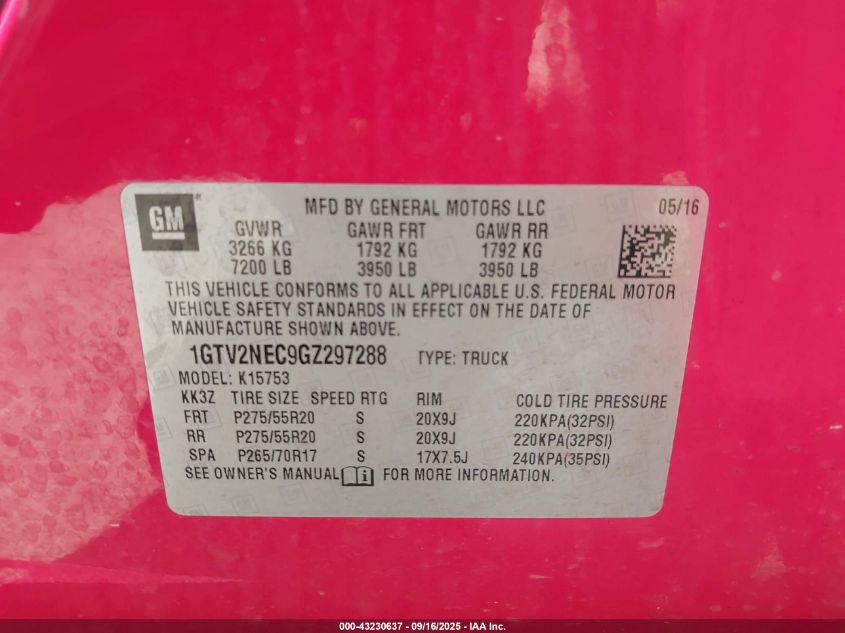 GM
MFD BY GENERAL MOTORS LLC 05/16
GVWR GAWR FRT GAWR RR
3266 KG 1792 KG 1792 KG
7200 LB 3950 LB 3950 LB
THIS VEHICLE CONFORMS TO ALL APPLICABLE U.S. FEDERAL MOTOR
VEHICLE SAFETY STANDARDS IN EFFECT ON THE DATE OF
MANUFACTURE SHOWN ABOVE.
1GTV2NEC9GZ297288 TYPE: TRUCK
MODEL: K15753
KK3Z TIRE SIZE SPEED RTG RIM COLD TIRE PRESSURE
FRT P275/55R20 S 20X9J 220KPA(32PSI)
RR P275/55R20 S 20X9J 220KPA(32PSI)
SPA P265/70R17 S 17X7.5J 240KPA(35PSI)
SEE OWNER'S MANUAL i FOR MORE INFORMATION.
000-43230637 - 09/16/2025 - IAA Inc.